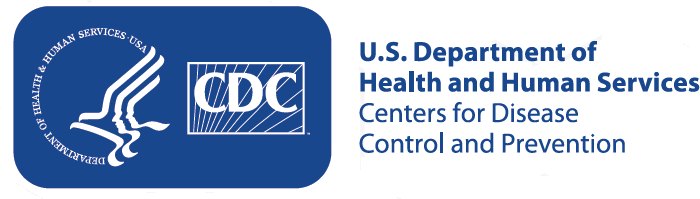 DEPARTMENT OF HEALTH & HUMAN SERVICES·USA
CDC
U.S. Department of
Health and Human Services
Centers for Disease
Control and Prevention